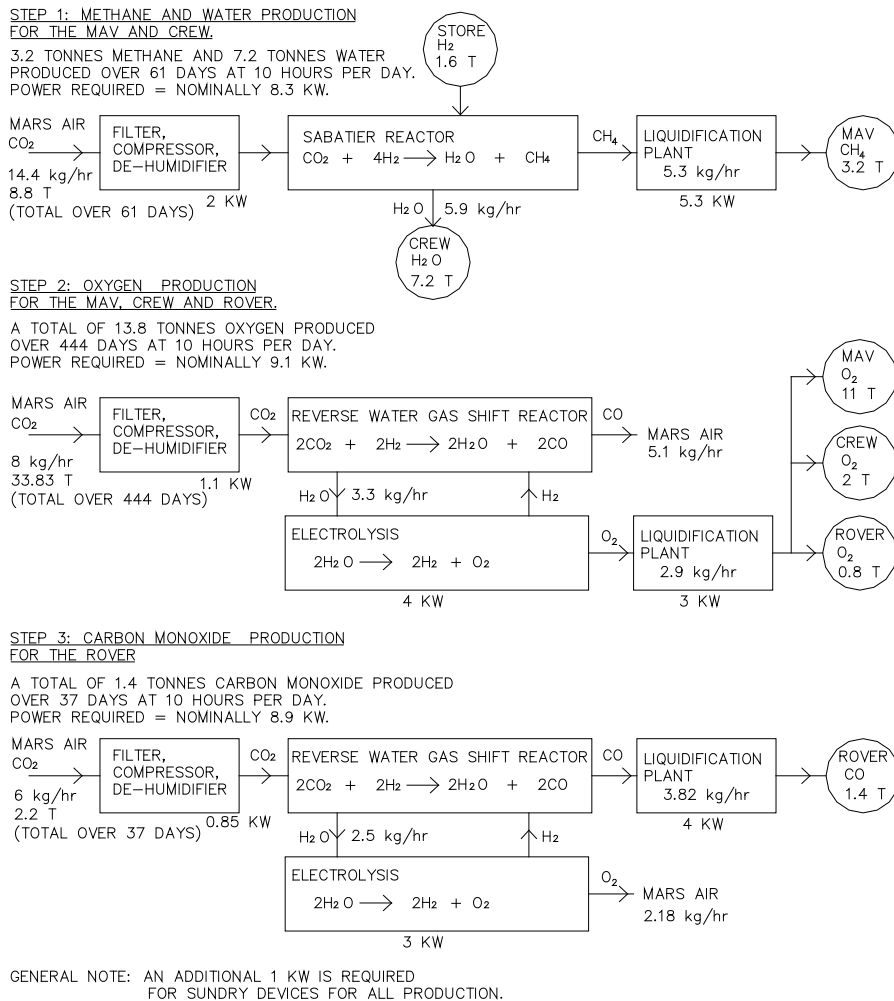 STEP 1: METHANE AND WATER PRODUCTION
FOR THE MAV AND CREW.
3.2 TONNES METHANE AND 7.2 TONNES WATER
PRODUCED OVER 61 DAYS AT 10 HOURS PER DAY.
POWER REQUIRED = NOMINALLY 8.3 KW.
STORE
H₂
1.6 T
MARS AIR
CO₂
14.4 kg/hr
8.8 T
(TOTAL OVER 61 DAYS)
FILTER,
COMPRESSOR,
DE-HUMIDIFIER
2 KW
SABATIER REACTOR
CO₂ + 4H₂ → H₂O + CH₄
H₂O 5.9 kg/hr
CREW
H₂O
7.2 T
CH₄
LIQUIDIFICATION
PLANT
5.3 kg/hr
5.3 KW
MAV
CH₄
3.2 T
STEP 2: OXYGEN PRODUCTION
FOR THE MAV, CREW AND ROVER.
A TOTAL OF 13.8 TONNES OXYGEN PRODUCED
OVER 444 DAYS AT 10 HOURS PER DAY.
POWER REQUIRED = NOMINALLY 9.1 KW.
MARS AIR
CO₂
8 kg/hr
33.83 T
(TOTAL OVER 444 DAYS)
FILTER,
COMPRESSOR,
DE-HUMIDIFIER
1.1 KW
CO₂
REVERSE WATER GAS SHIFT REACTOR
2CO₂ + 2H₂ → 2H₂O + 2CO
CO
MARS AIR
5.1 kg/hr
H₂O 3.3 kg/hr
H₂
ELECTROLYSIS
2H₂O → 2H₂ + O₂
4 KW
O₂
LIQUIDIFICATION
PLANT
2.9 kg/hr
3 KW
MAV
O₂
11 T
CREW
O₂
2 T
ROVER
O₂
0.8 T
STEP 3: CARBON MONOXIDE PRODUCTION
FOR THE ROVER
A TOTAL OF 1.4 TONNES CARBON MONOXIDE PRODUCED
OVER 37 DAYS AT 10 HOURS PER DAY.
POWER REQUIRED = NOMINALLY 8.9 KW.
MARS AIR
CO₂
6 kg/hr
2.2 T
(TOTAL OVER 37 DAYS)
FILTER,
COMPRESSOR,
DE-HUMIDIFIER
0.85 KW
CO₂
REVERSE WATER GAS SHIFT REACTOR
2CO₂ + 2H₂ → 2H₂O + 2CO
CO
LIQUIDIFICATION
PLANT
3.82 kg/hr
4 KW
ROVER
CO
1.4 T
H₂O 2.5 kg/hr
H₂
ELECTROLYSIS
2H₂O → 2H₂ + O₂
3 KW
O₂
MARS AIR
2.18 kg/hr
GENERAL NOTE: AN ADDITIONAL 1 KW IS REQUIRED
FOR SUNDRY DEVICES FOR ALL PRODUCTION.